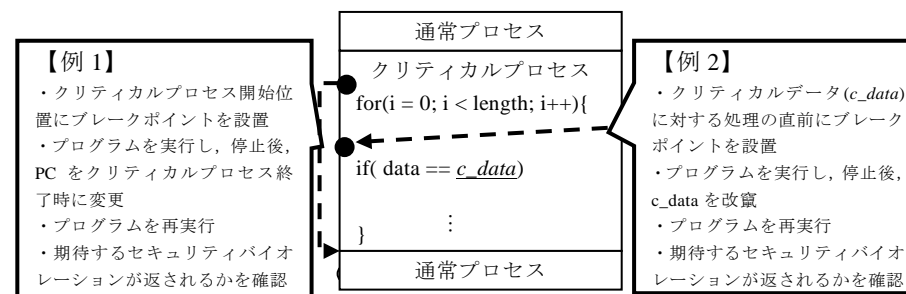 通常プロセス
クリティカルプロセス
for(i = 0; i < length; i++){
if( data == c_data)
⋮
}
通常プロセス
【例 1】
・クリティカルプロセス開始位
置にブレークポイントを設置
・プログラムを実行し，停止後，
PC をクリティカルプロセス終
了時に変更
・プログラムを再実行
・期待するセキュリティバイオ
レーションが返されるかを確認
【例 2】
・クリティカルデータ(c_data)
に対する処理の直前にブレーク
ポイントを設置
・プログラムを実行し，停止後，
c_data を改竄
・プログラムを再実行
・期待するセキュリティバイオ
レーションが返されるかを確認